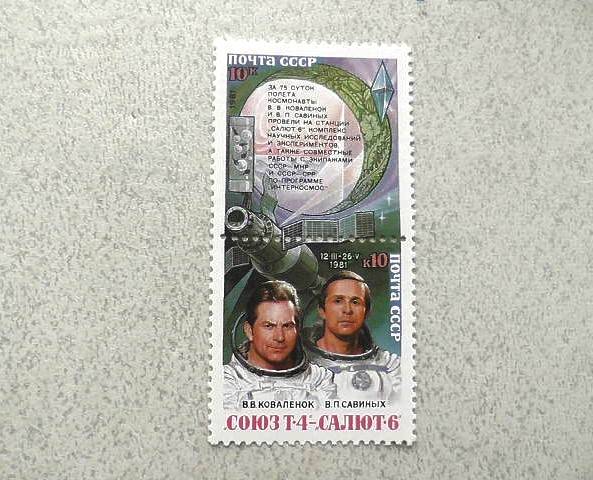 ПОЧТА СССР
10к
1981
ЗА 75 СУТОК
ПОЛЕТА
КОСМОНАВТЫ
В. В. КОВАЛЕНОК
И В. П. САВИНЫХ
ПРОВЕЛИ НА СТАНЦИИ
„САЛЮТ-6" КОМПЛЕКС
НАУЧНЫХ ИССЛЕДОВАНИЙ
И ЭКСПЕРИМЕНТОВ,
А ТАКЖЕ СОВМЕСТНЫЕ
РАБОТЫ С ЭКИПАЖАМИ
СССР—МНР
И СССР—СРР
ПО ПРОГРАММЕ
„ИНТЕРКОСМОС"
12·III-26·V
1981
к10
ПОЧТА СССР
В.В.КОВАЛЕНОК В.П.САВИНЫХ
„СОЮЗ Т-4"-„САЛЮТ-6"